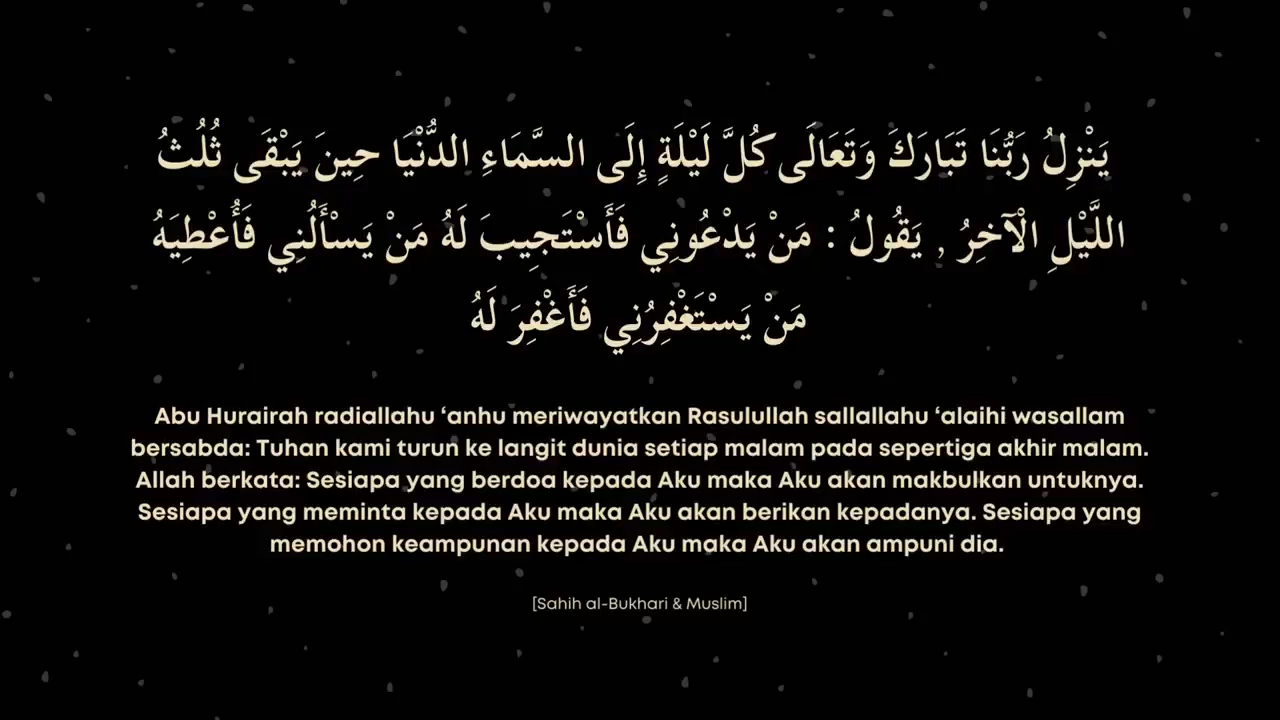 يَنْزِلُ رَبُّنَا تَبَارَكَ وَتَعَالَى كُلَّ لَيْلَةٍ إِلَى السَّمَاءِ الدُّنْيَا حِينَ يَبْقَى ثُلُثُ
اللَّيْلِ الْآخِرُ , يَقُولُ : مَنْ يَدْعُونِي فَأَسْتَجِيبَ لَهُ مَنْ يَسْأَلُنِي فَأُعْطِيَهُ
مَنْ يَسْتَغْفِرُنِي فَأَغْفِرَ لَهُ
Abu Hurairah radiallahu ‘anhu meriwayatkan Rasulullah sallallahu ‘alaihi wasallam
bersabda: Tuhan kami turun ke langit dunia setiap malam pada sepertiga akhir malam.
Allah berkata: Sesiapa yang berdoa kepada Aku maka Aku akan makbulkan untuknya.
Sesiapa yang meminta kepada Aku maka Aku akan berikan kepadanya. Sesiapa yang
memohon keampunan kepada Aku maka Aku akan ampuni dia.
[Sahih al-Bukhari & Muslim]